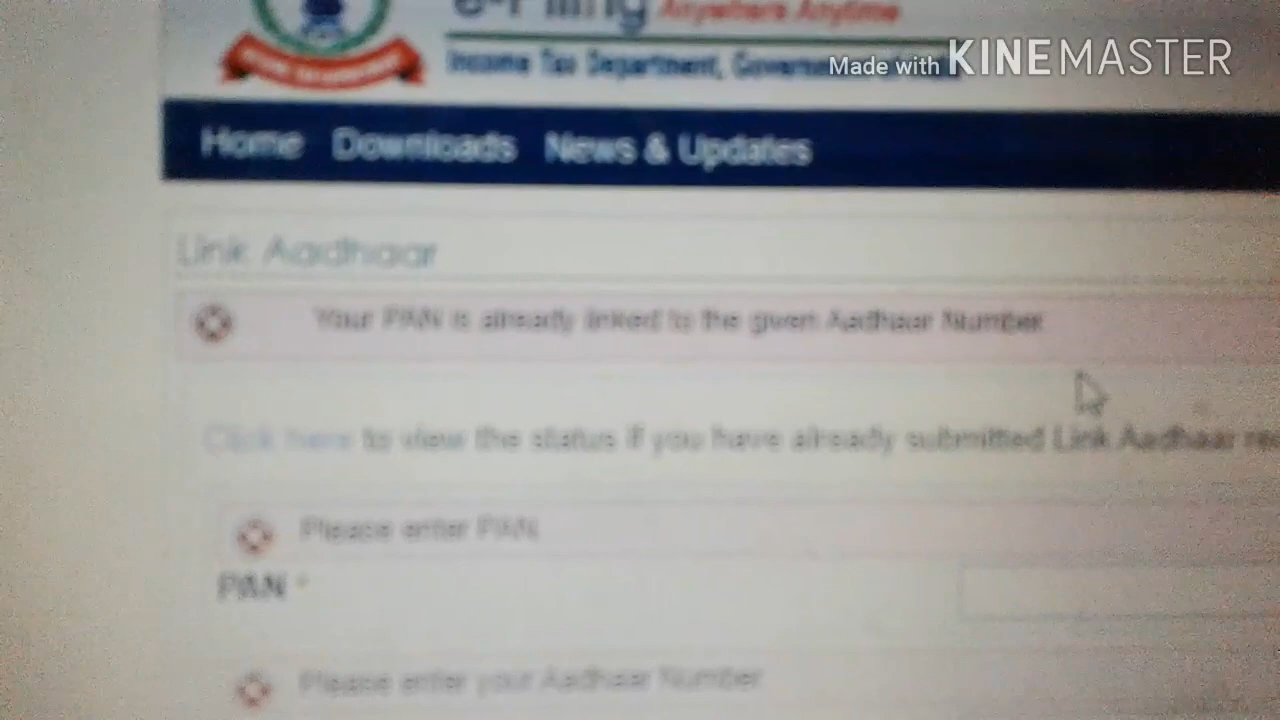 e-Filing Anywhere Anytime
Income Tax Department, Government
Made with KINEMASTER
Home Downloads News & Updates
Link Aadhaar
Your PAN is already linked to the given Aadhaar Number
Click here to view the status if you have already submitted Link Aadhaar
Please enter PAN
PAN *
Please enter your Aadhaar Number